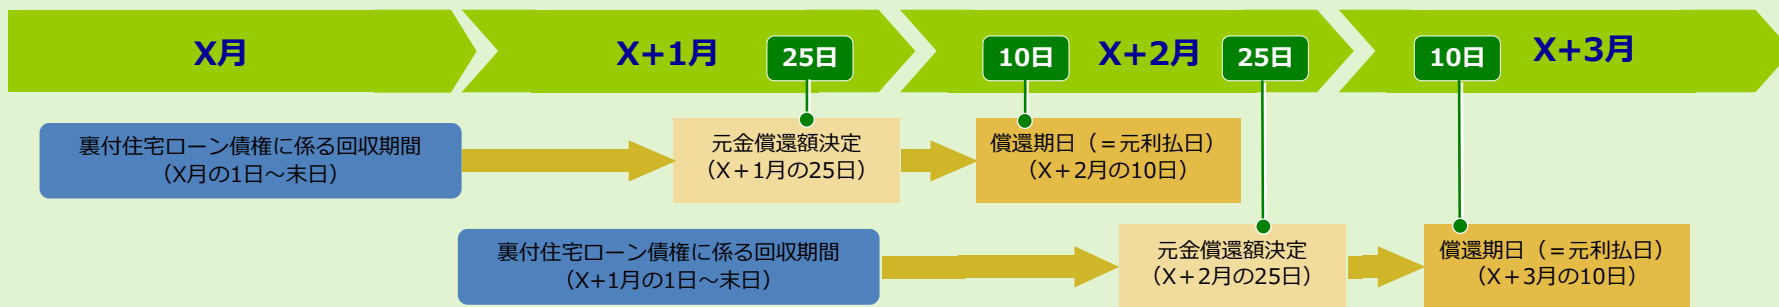 X月
X+1月
25日
10日
X+2月
25日
10日
X+3月
裏付住宅ローン債権に係る回収期間
（X月の1日～末日）
元金償還額決定
（X＋1月の25日）
償還期日（＝元利払日）
（X＋2月の10日）
裏付住宅ローン債権に係る回収期間
（X+1月の1日～末日）
元金償還額決定
（X＋2月の25日）
償還期日（＝元利払日）
（X＋3月の10日）